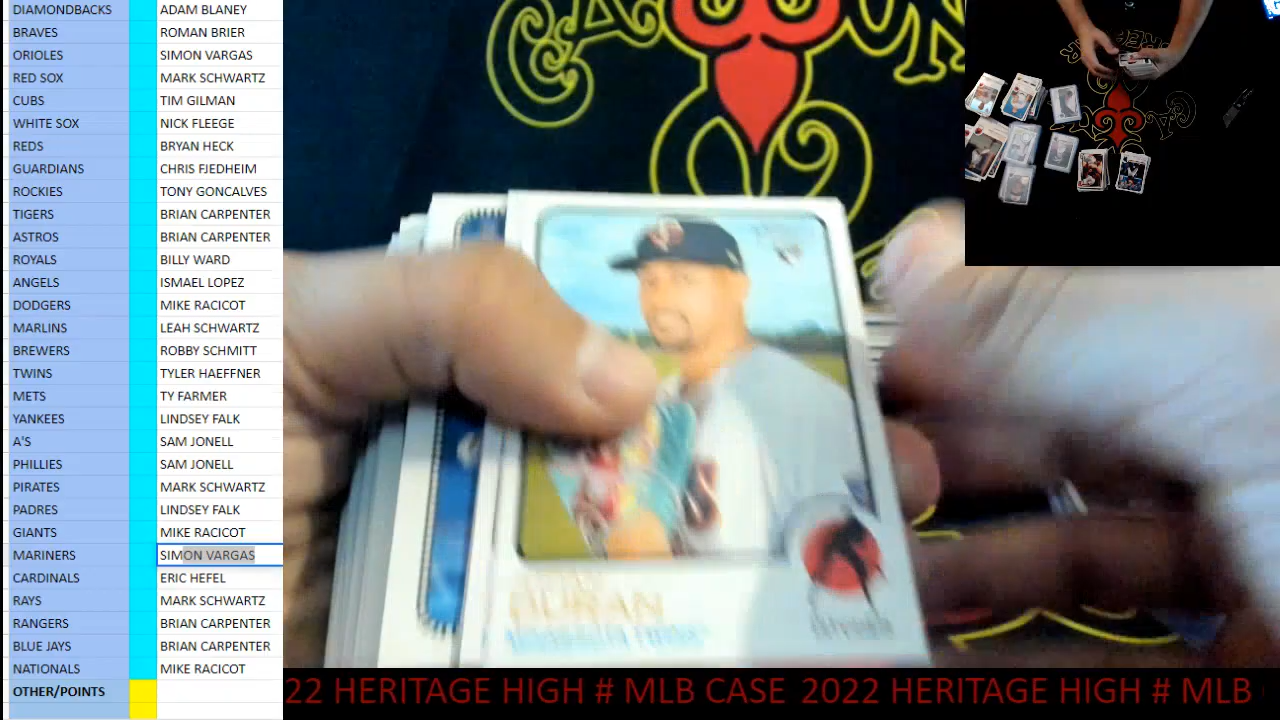 DIAMONDBACKS ADAM BLANEY
BRAVES ROMAN BRIER
ORIOLES SIMON VARGAS
RED SOX MARK SCHWARTZ
CUBS TIM GILMAN
WHITE SOX NICK FLEEGE
REDS BRYAN HECK
GUARDIANS CHRIS FJEDHEIM
ROCKIES TONY GONCALVES
TIGERS BRIAN CARPENTER
ASTROS BRIAN CARPENTER
ROYALS BILLY WARD
ANGELS ISMAEL LOPEZ
DODGERS MIKE RACICOT
MARLINS LEAH SCHWARTZ
BREWERS ROBBY SCHMITT
TWINS TYLER HAEFFNER
METS TY FARMER
YANKEES LINDSEY FALK
A'S SAM JONELL
PHILLIES SAM JONELL
PIRATES MARK SCHWARTZ
PADRES LINDSEY FALK
GIANTS MIKE RACICOT
MARINERS SIMON VARGAS
CARDINALS ERIC HEFEL
RAYS MARK SCHWARTZ
RANGERS BRIAN CARPENTER
BLUE JAYS BRIAN CARPENTER
NATIONALS MIKE RACICOT
OTHER/POINTS
22 HERITAGE HIGH # MLB CASE 2022 HERITAGE HIGH # MLB